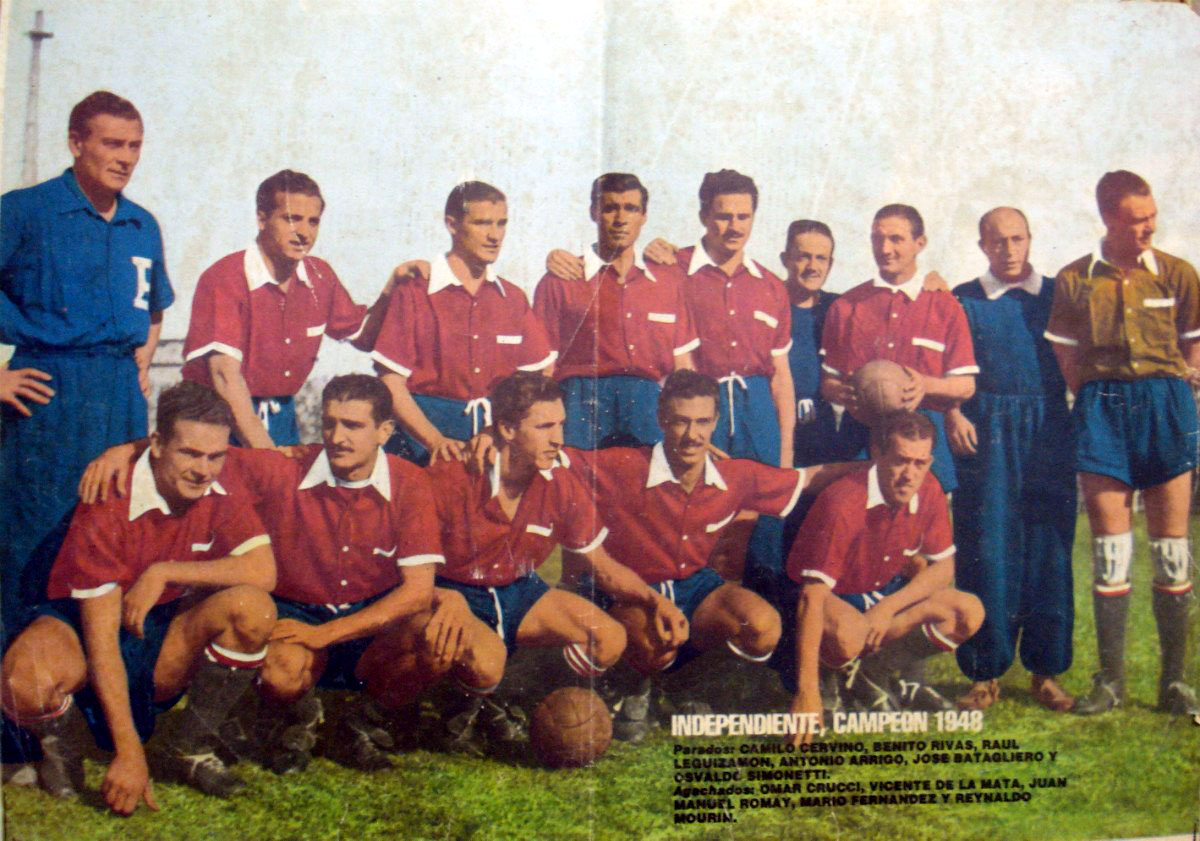 E
INDEPENDIENTE, CAMPEON 1948
Parados: CAMILO CERVINO, BENITO RIVAS, RAUL
LEGUIZAMON, ANTONIO ARRIGO, JOSE BATAGLIERO Y
OSVALDO SIMONETTI.
Agachados: OMAR CRUCCI, VICENTE DE LA MATA, JUAN
MANUEL ROMAY, MARIO FERNANDEZ Y REYNALDO
MOURIN.